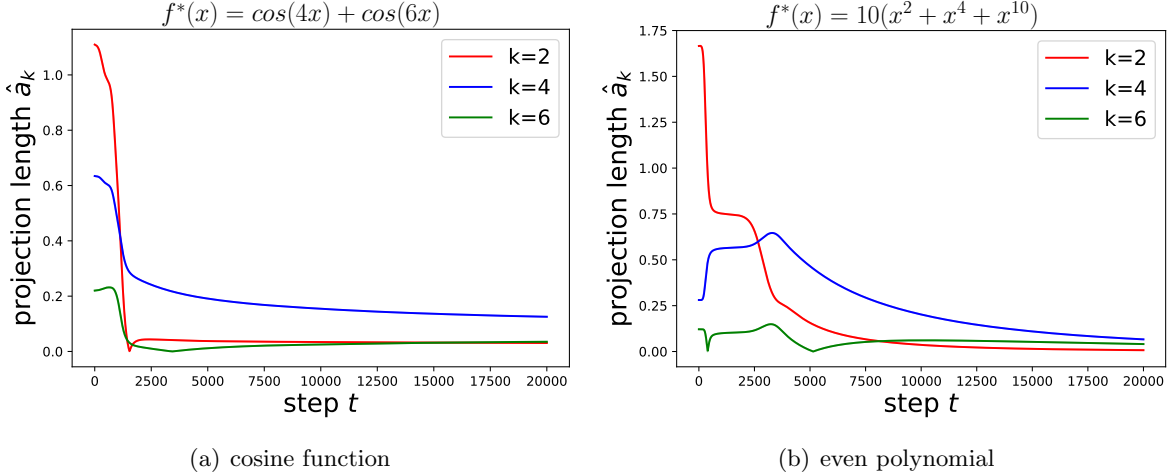 f*(x) = cos(4x) + cos(6x)
projection length â_k
1.0
0.8
0.6
0.4
0.2
0.0
k=2
k=4
k=6
0 2500 5000 7500 10000 12500 15000 17500 20000
step t
(a) cosine function
f*(x) = 10(x² + x⁴ + x¹⁰)
projection length â_k
1.75
1.50
1.25
1.00
0.75
0.50
0.25
0.00
k=2
k=4
k=6
0 2500 5000 7500 10000 12500 15000 17500 20000
step t
(b) even polynomial